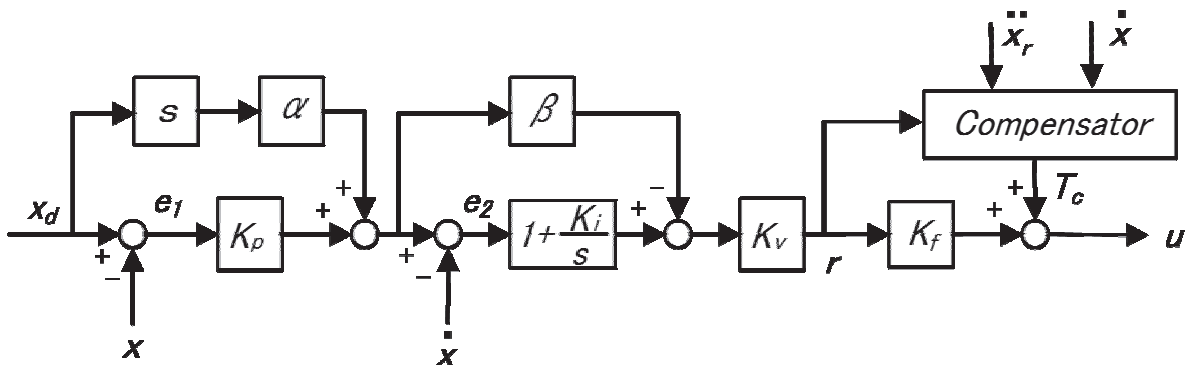 ẍr ẋ
s α β Compensator
+ − + Tc
xd e1 + e2 + +
Kp 1+Ki/s Kv Kf u
+ − + − r
x ẋ